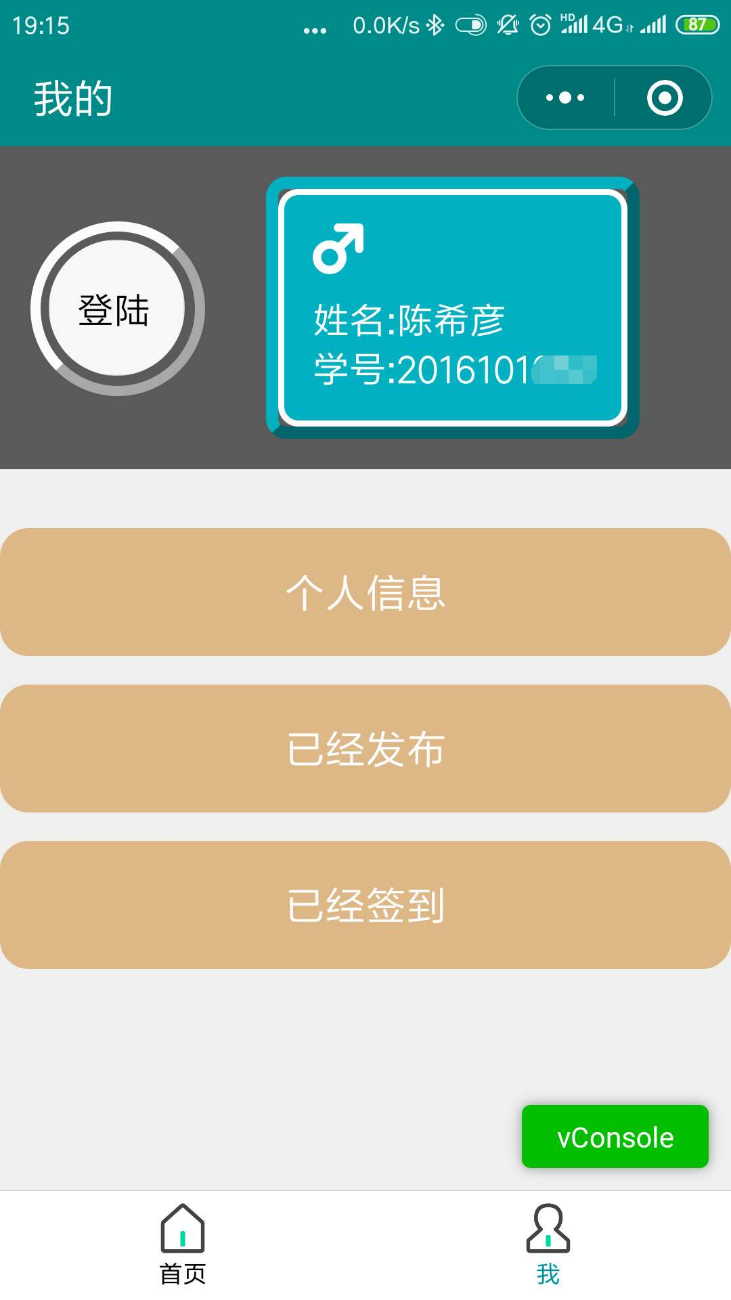 19:15
... 0.0K/s HD 4G 87
我的
登陆
姓名:陈希彦
学号:2016101
个人信息
已经发布
已经签到
vConsole
首页
我